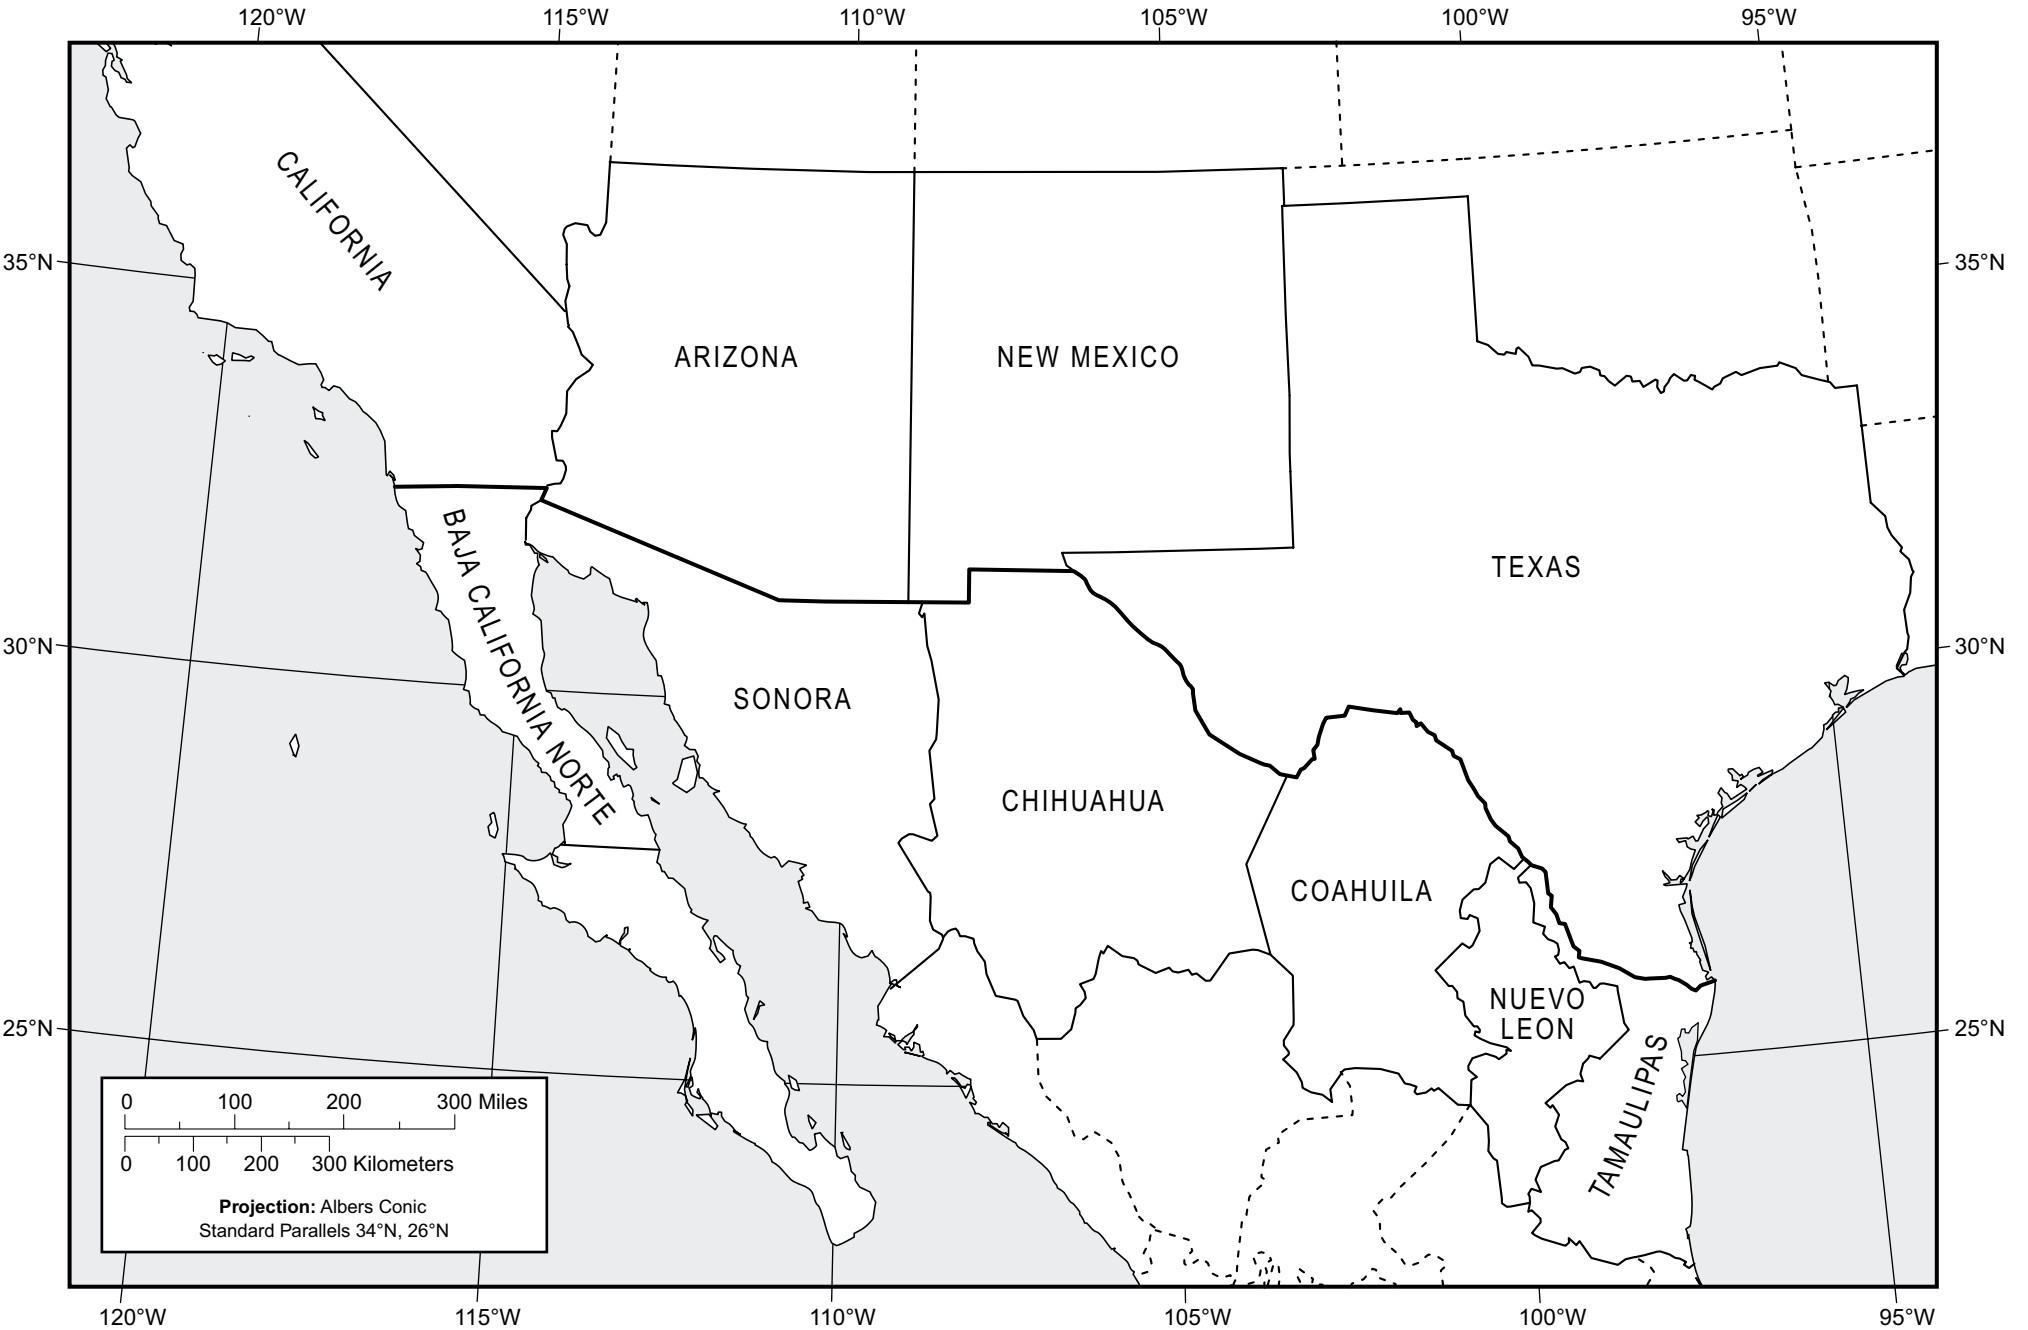 120°W 115°W 110°W 105°W 100°W 95°W
CALIFORNIA
35°N 35°N
ARIZONA NEW MEXICO
BAJA CALIFORNIA NORTE
TEXAS
30°N 30°N
SONORA
CHIHUAHUA
COAHUILA
NUEVO
LEON
25°N 25°N
TAMAULIPAS
0 100 200 300 Miles
0 100 200 300 Kilometers
Projection: Albers Conic
Standard Parallels 34°N, 26°N
120°W 115°W 110°W 105°W 100°W 95°W